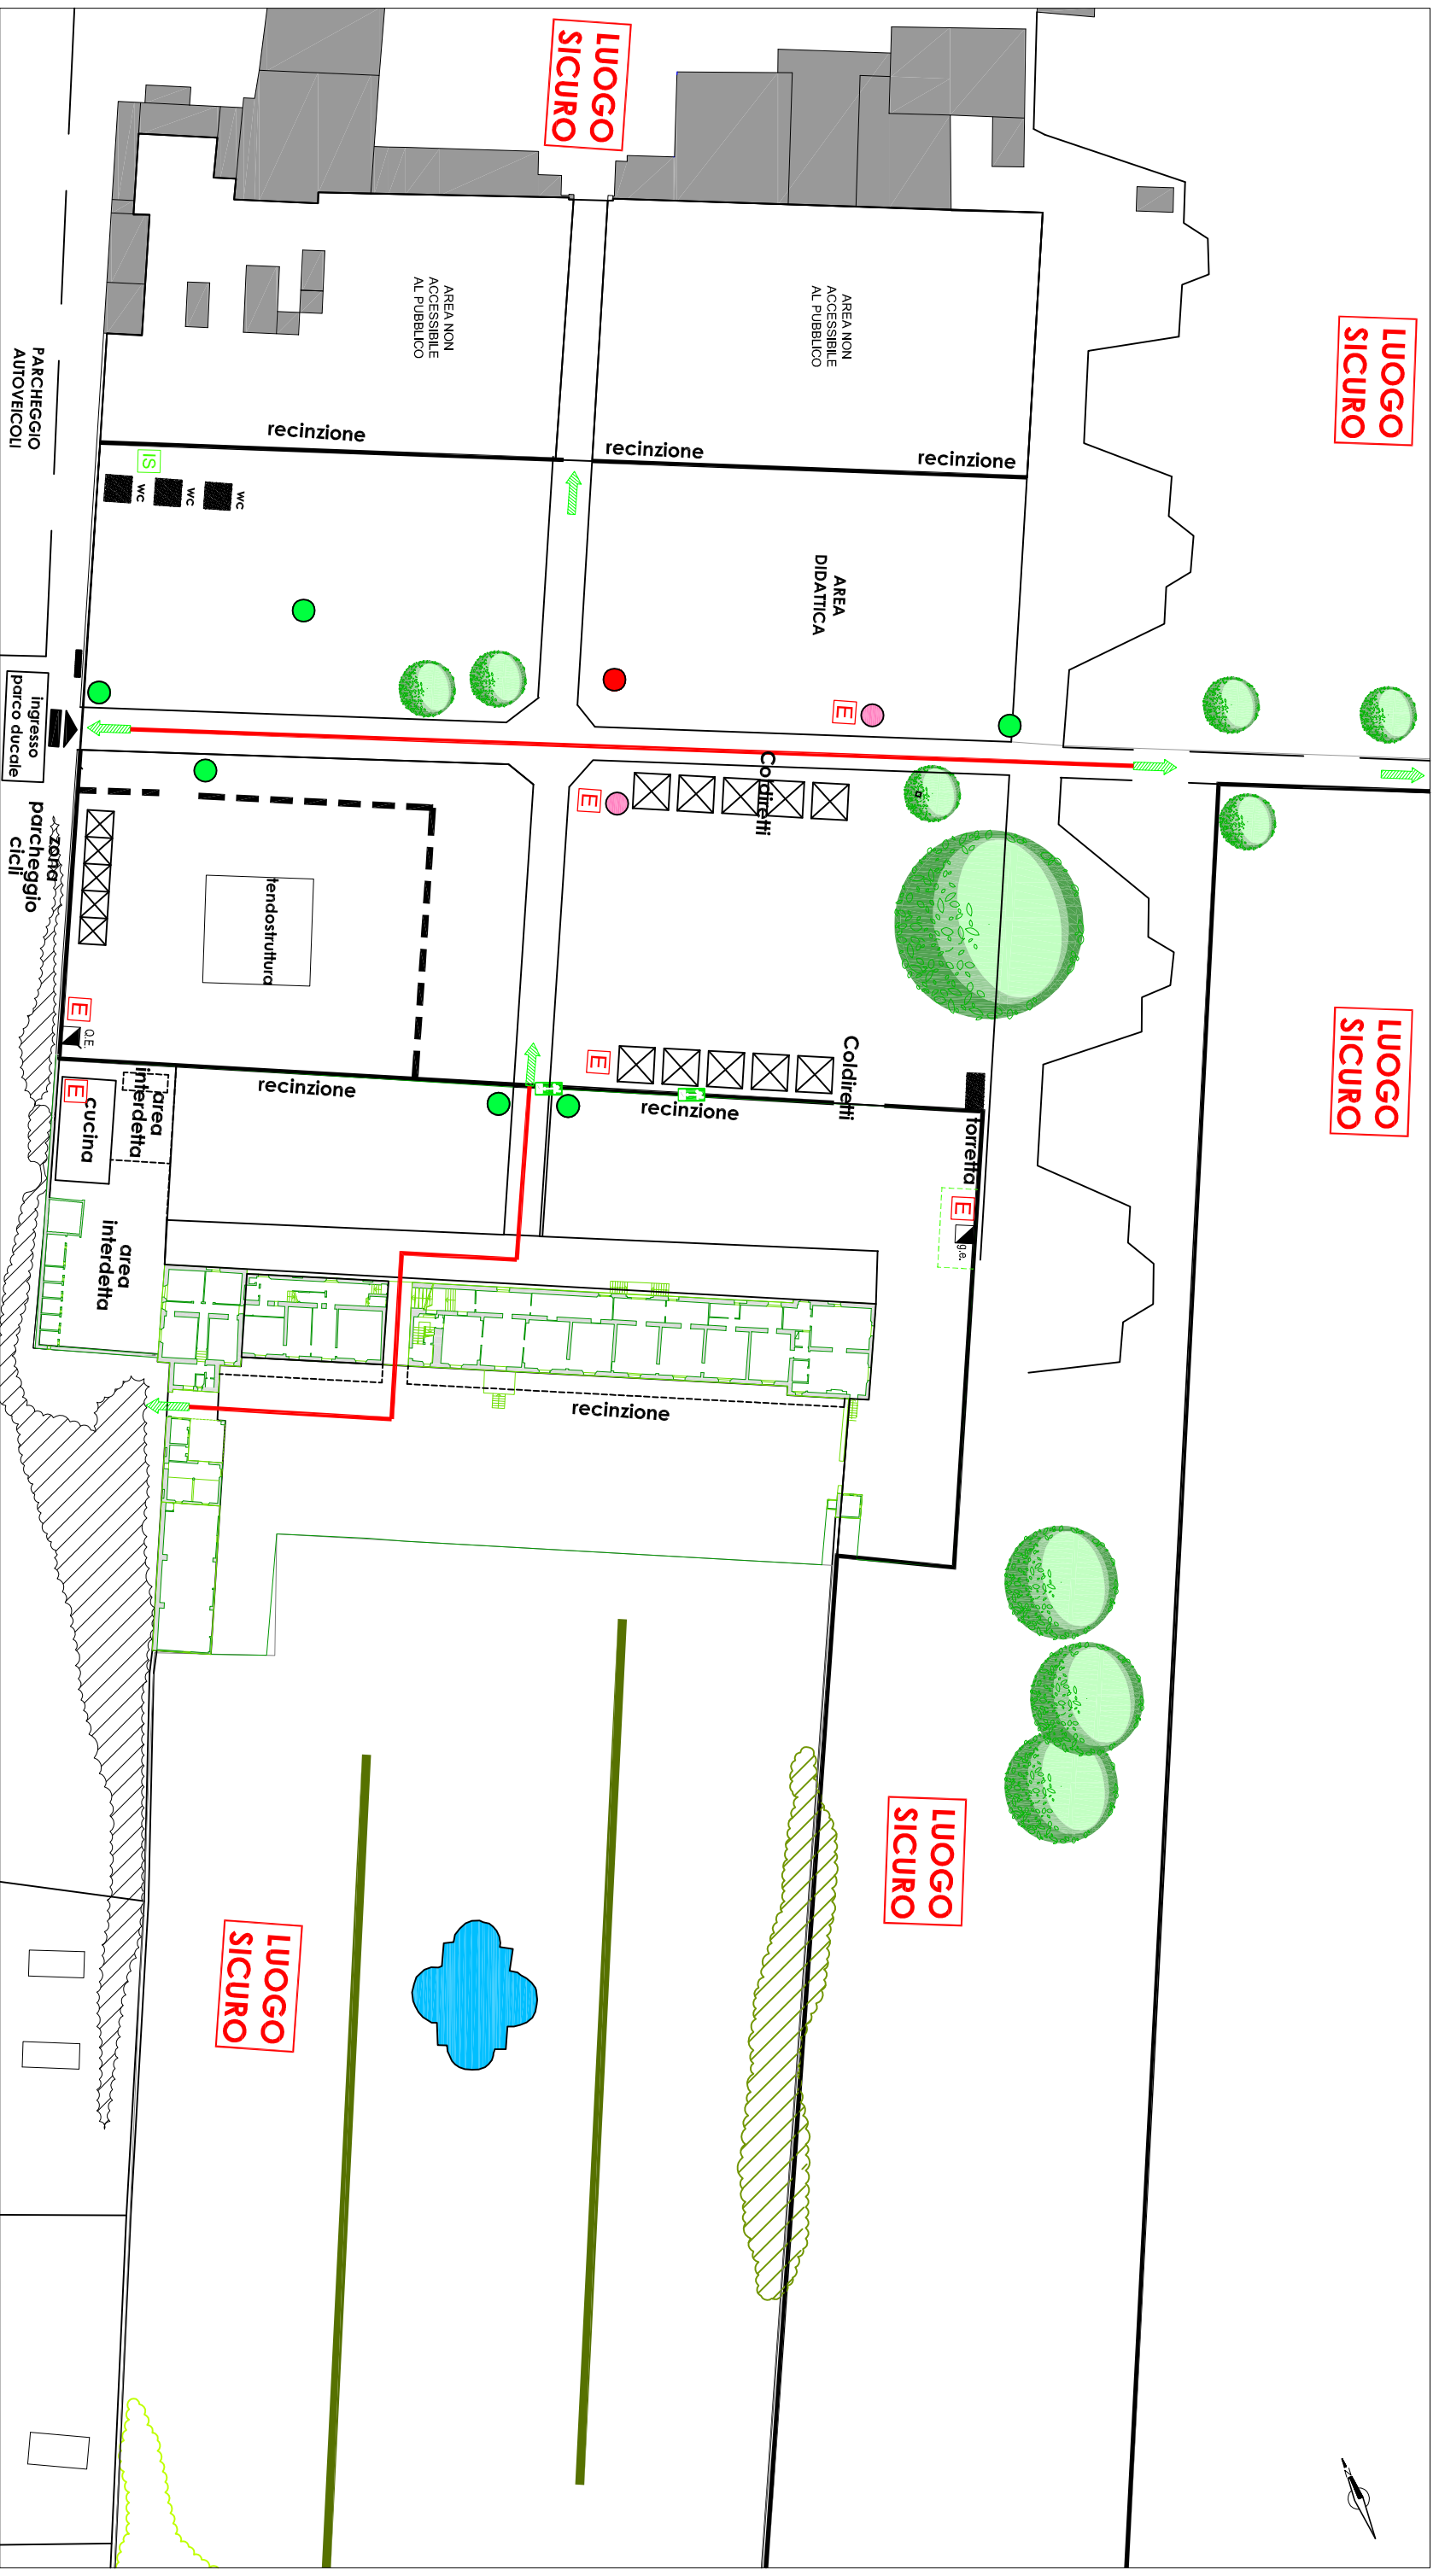 LUOGO
SICURO
LUOGO
SICURO
AREA NON
ACCESSIBILE
AL PUBBLICO
AREA NON
ACCESSIBILE
AL PUBBLICO
PARCHEGGIO
AUTOVEICOLI
recinzione
recinzione
recinzione
IS
wc
wc
wc
AREA
DIDATTICA
E
ingresso
parco ducale
Coldiretti
E
zona
parcheggio
cicli
tendostruttura
E
Q.E.
LUOGO
SICURO
Coldiretti
E
recinzione
recinzione
torretta
E
g.e.
area
interdetta
E
cucina
area
interdetta
recinzione
LUOGO
SICURO
LUOGO
SICURO
N